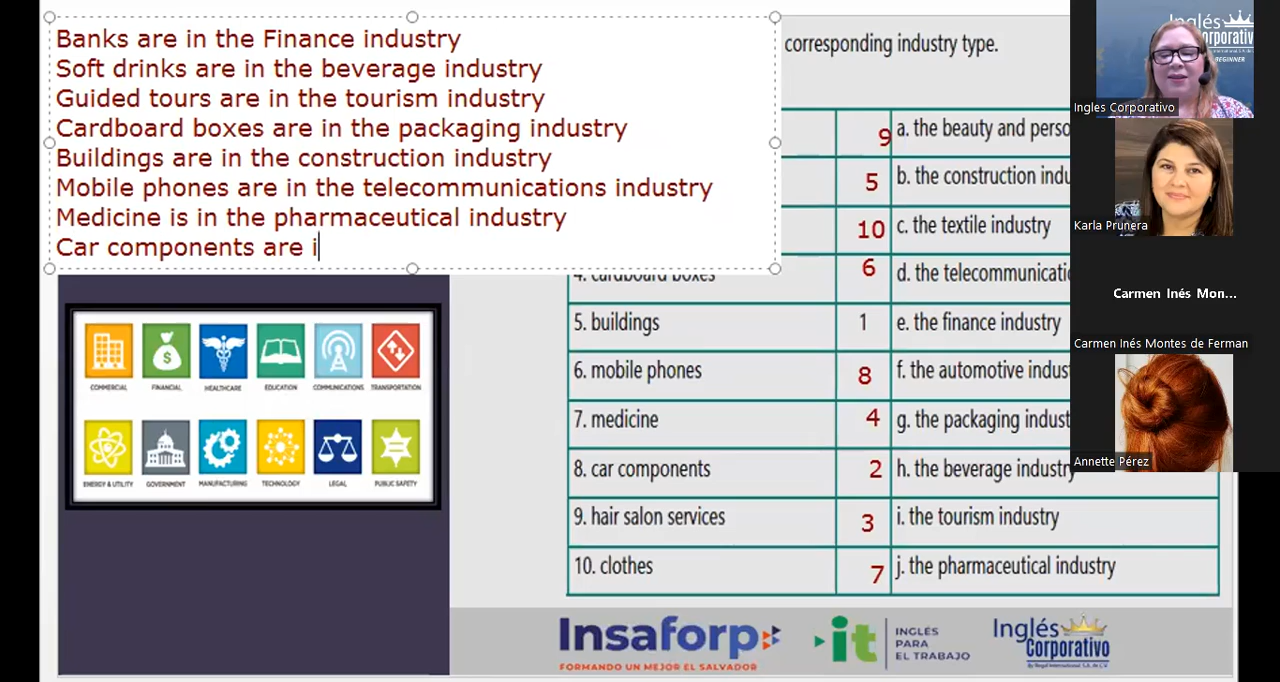 Banks are in the Finance industry
Soft drinks are in the beverage industry
Guided tours are in the tourism industry
Cardboard boxes are in the packaging industry
Buildings are in the construction industry
Mobile phones are in the telecommunications industry
Medicine is in the pharmaceutical industry
Car components are i
corresponding industry type.
9 a. the beauty and perso
5 b. the construction indu
10 c. the textile industry
4. cardboard boxes 6 d. the telecommunicati
5. buildings 1 e. the finance industry
6. mobile phones 8 f. the automotive indust
7. medicine 4 g. the packaging indust
8. car components 2 h. the beverage industry
9. hair salon services 3 i. the tourism industry
10. clothes 7 j. the pharmaceutical industry
COMMERCIAL FINANCIAL HEALTHCARE EDUCATION COMMUNICATIONS TRANSPORTATION
ENERGY & UTILITY GOVERNMENT MANUFACTURING TECHNOLOGY LEGAL PUBLIC SAFETY
Insaforp
FORMANDO UN MEJOR EL SALVADOR
it
INGLÉS
PARA
EL TRABAJO
Inglés
Corporativo
Inglés
Corporativo
BEGINNER
Ingles Corporativo
Karla Prunera
Carmen Inés Mon...
Carmen Inés Montes de Ferman
Annette Pérez